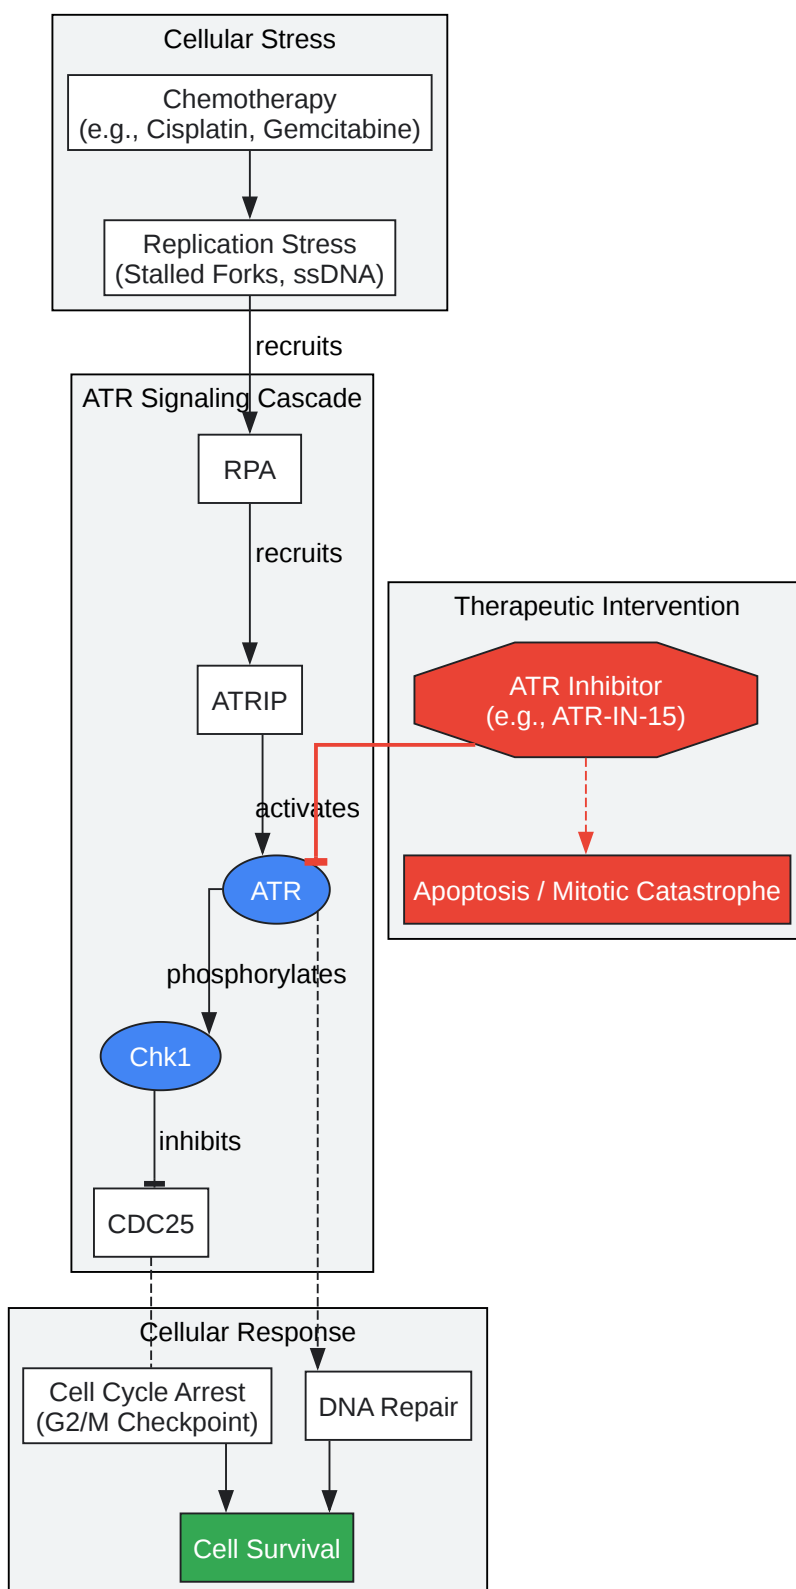 Cellular Stress
Chemotherapy
(e.g., Cisplatin, Gemcitabine)
Replication Stress
(Stalled Forks, ssDNA)
recruits
ATR Signaling Cascade
RPA
recruits
Therapeutic Intervention
ATR Inhibitor
(e.g., ATR-IN-15)
ATRIP
activates
ATR
Apoptosis / Mitotic Catastrophe
phosphorylates
Chk1
inhibits
CDC25
Cellular Response
Cell Cycle Arrest
(G2/M Checkpoint)
DNA Repair
Cell Survival